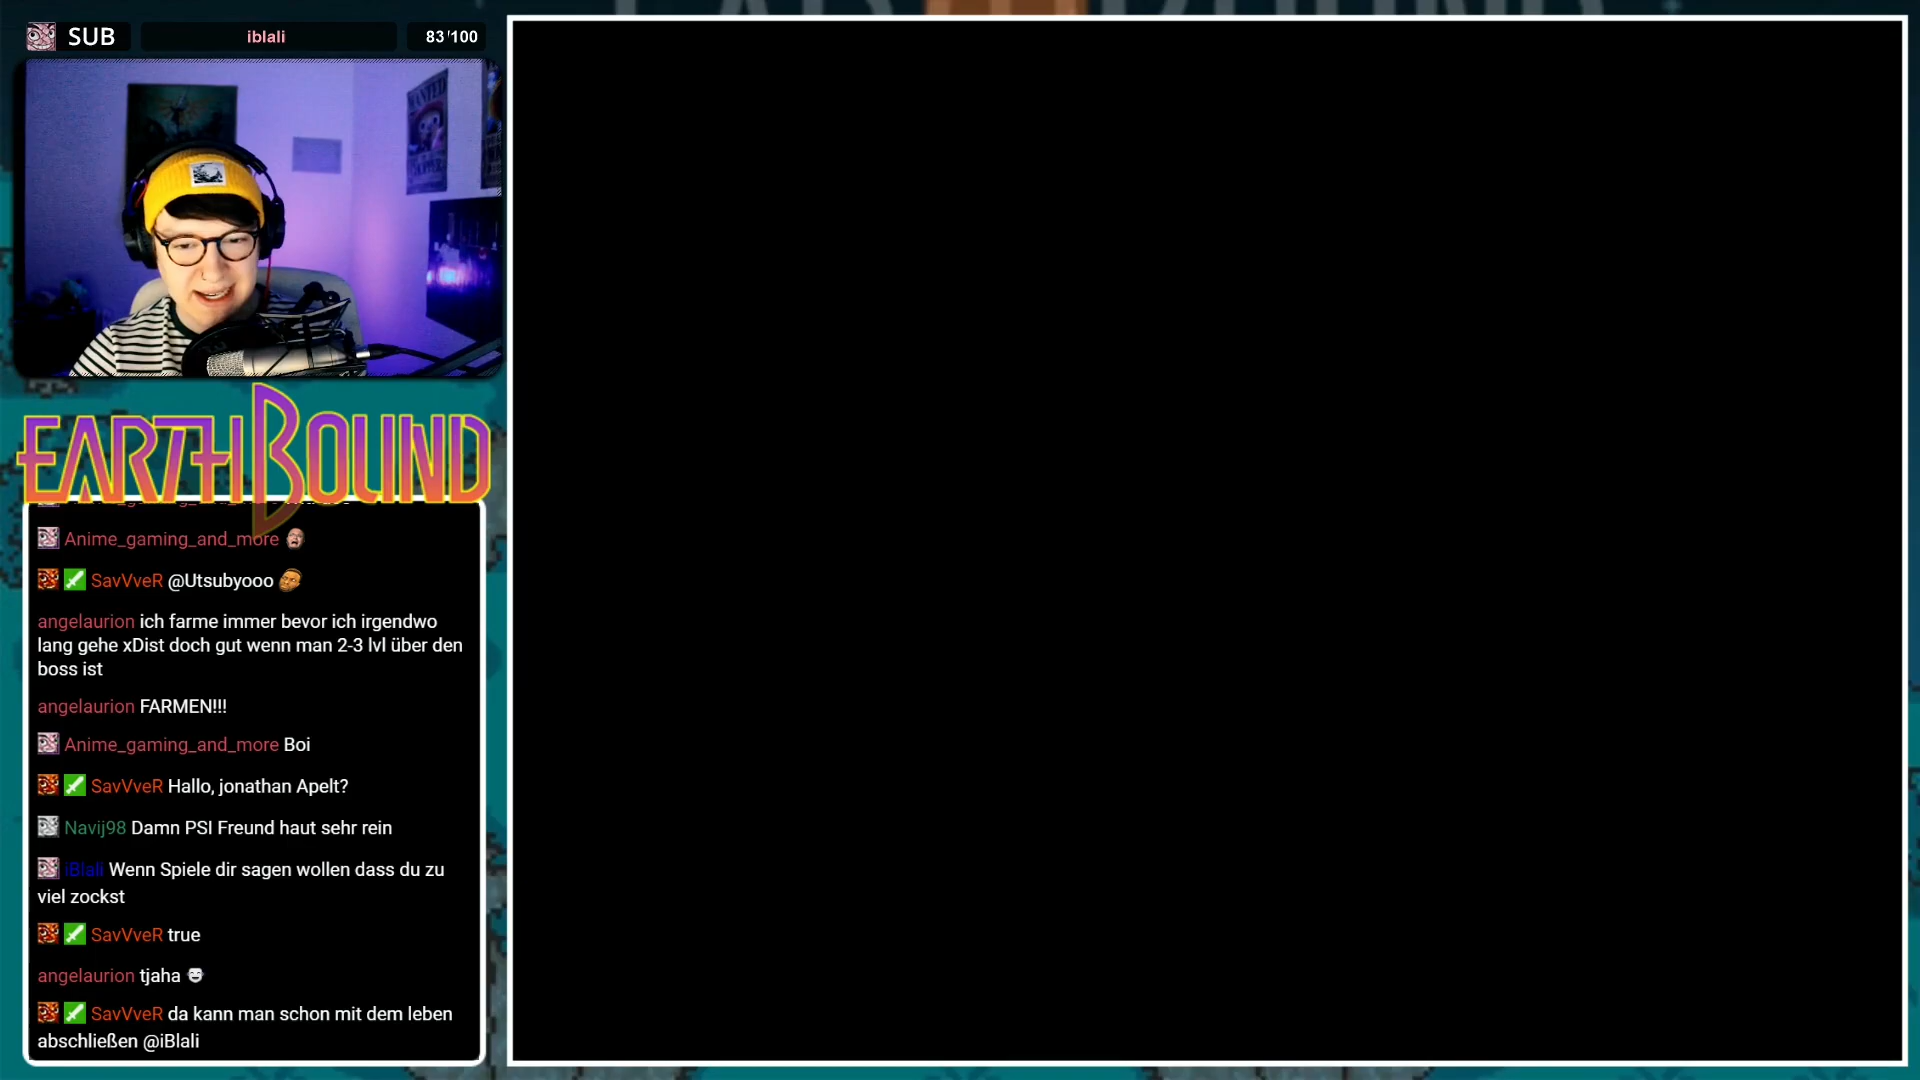 SUB
iblali
83/100
WANTED
EARTHBOUND
Anime_gaming_and_more
SavVveR @Utsubyooo
angelaurion ich farme immer bevor ich irgendwo
lang gehe xDist doch gut wenn man 2-3 lvl über den
boss ist
angelaurion FARMEN!!!
Anime_gaming_and_more Boi
SavVveR Hallo, jonathan Apelt?
Navij98 Damn PSI Freund haut sehr rein
iBlali Wenn Spiele dir sagen wollen dass du zu
viel zockst
SavVveR true
angelaurion tjaha
SavVveR da kann man schon mit dem leben
abschließen @iBlali